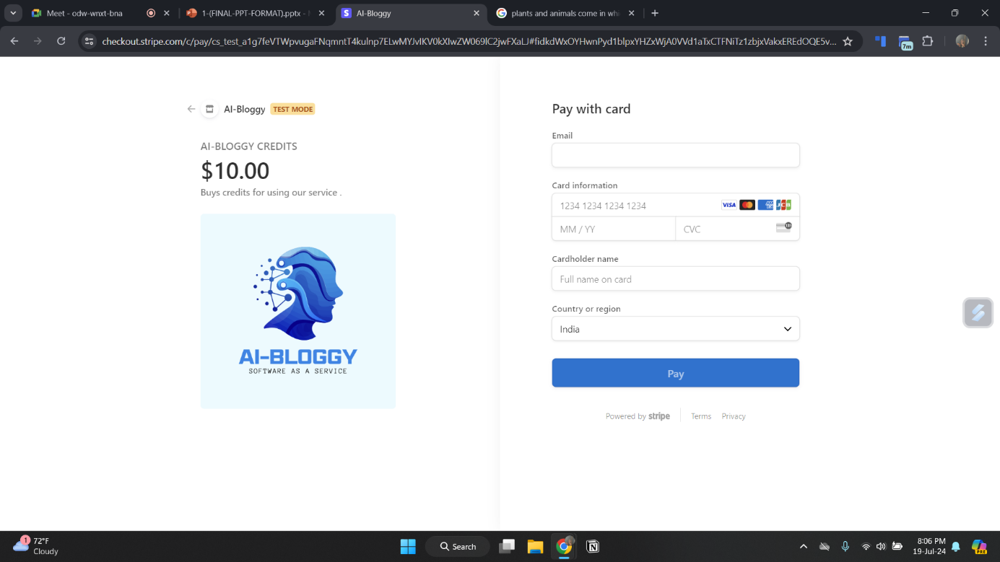 Meet - odw-wnxt-bna
1-(FINAL-PPT-FORMAT).pptx -
AI-Bloggy
plants and animals come in
checkout.stripe.com/c/pay/
7m
AI-Bloggy TEST MODE
AI-BLOGGY CREDITS
$10.00
Buys credits for using our service .
AI-BLOGGY
SOFTWARE AS A SERVICE
Pay with card
Email
Card information
1234 1234 1234 1234 VISA
MM / YY
CVC
Cardholder name
Full name on card
Country or region
India
Pay
Powered by stripe
Terms
Privacy
1
72°F
Cloudy
Search
8:06 PM
19-Jul-24
PRE